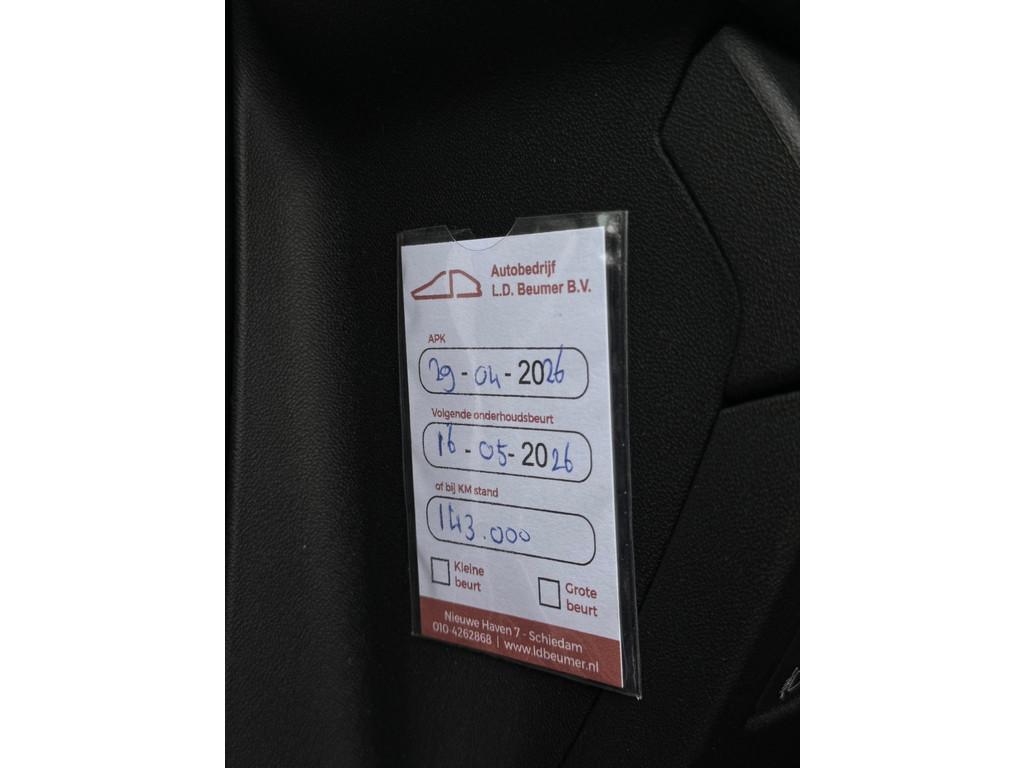 Autobedrijf
L.D. Beumer B.V.
APK
29 - 04 - 2026
Volgende onderhoudsbeurt
16 - 05 - 2026
of bij KM stand
143.000
Kleine
beurt
Grote
beurt
Nieuwe Haven 7 - Schiedam
010-4262868 | www.ldbeumer.nl